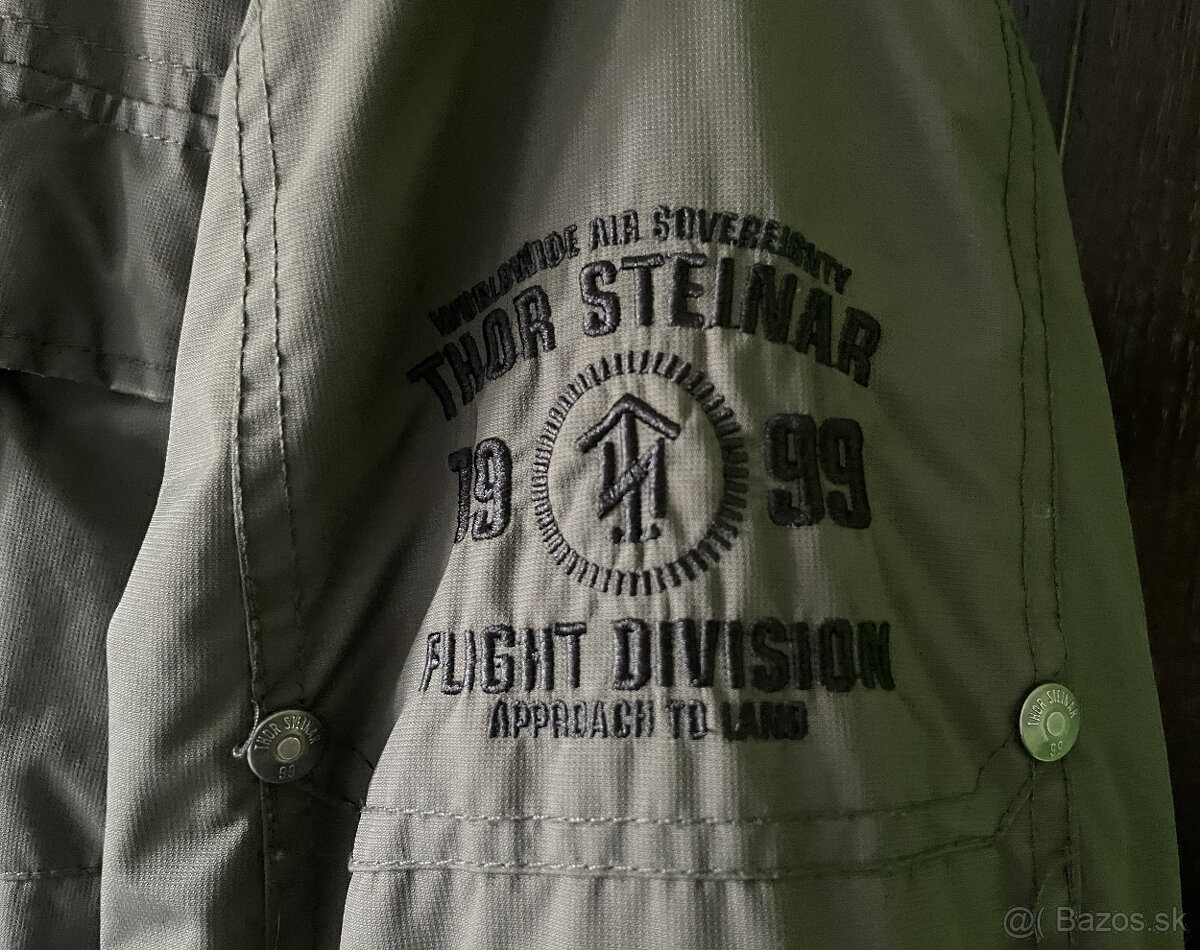 WORLDWIDE AIR SOVEREIGNTY
THOR STEINAR
19 99
FLIGHT DIVISION
APPROACH TO LAND
THOR STEINAR
99
THOR STEINAR
99
@( Bazos.sk